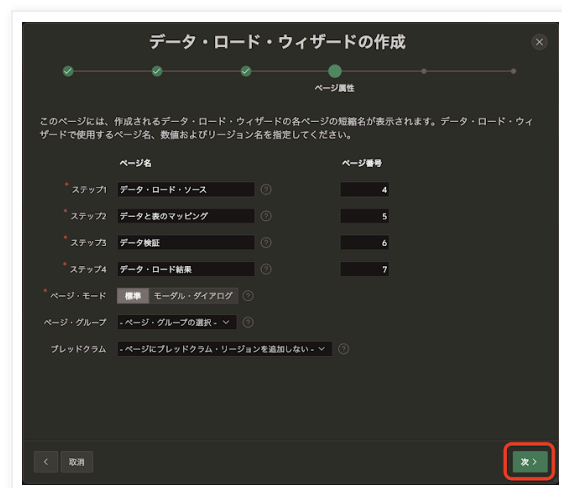 データ・ロード・ウィザードの作成
ページ属性
このページには、作成されるデータ・ロード・ウィザードの各ページの短縮名が表示されます。データ・ロード・ウィ
ザードで使用するページ名、数値およびリージョン名を指定してください。
ページ名 ページ番号
* ステップ1 データ・ロード・ソース ? 4
* ステップ2 データと表のマッピング ? 5
* ステップ3 データ検証 ? 6
* ステップ4 データ・ロード結果 ? 7
* ページ・モード 標準 モーダル・ダイアログ ?
ページ・グループ - ページ・グループの選択 - ?
ブレッドクラム - ページにブレッドクラム・リージョンを追加しない - ?
取消 次